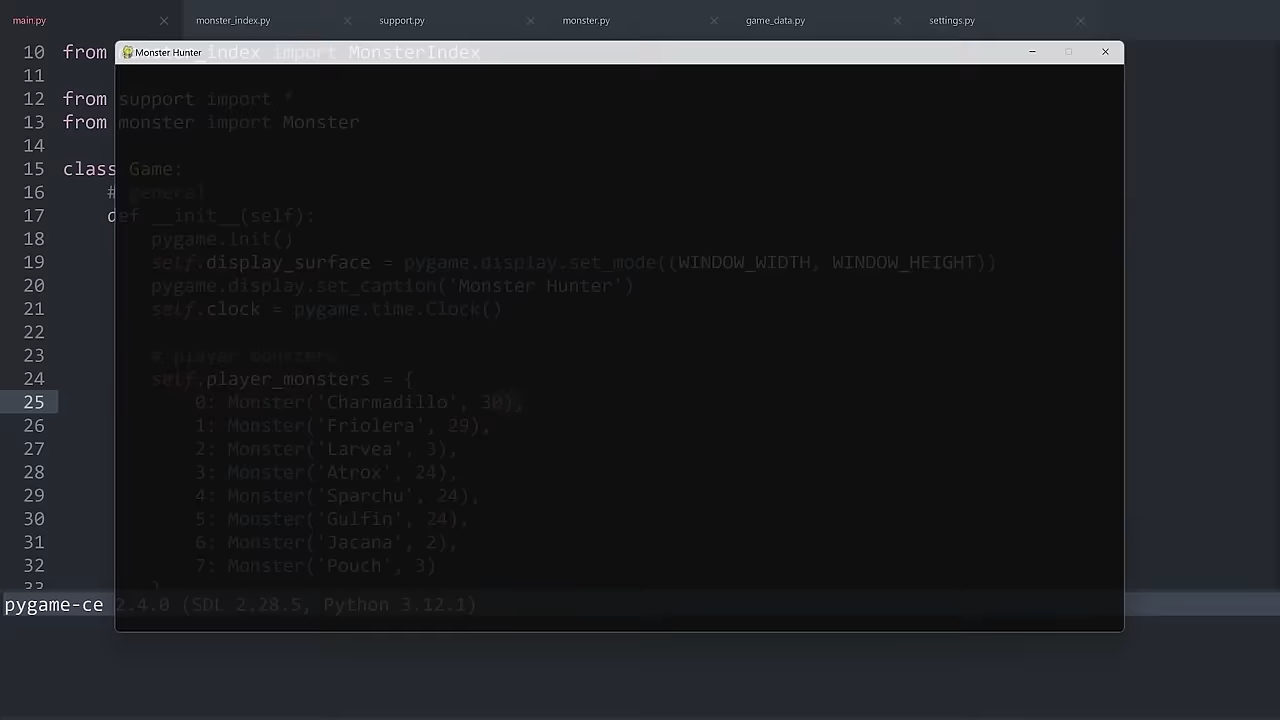 main.py monster_index.py support.py monster.py game_data.py settings.py
10 from monster_index import MonsterIndex
Monster Hunter
11
12 from support import *
13 from monster import Monster
14
15 class Game:
16 # general
17 def __init__(self):
18 pygame.init()
19 self.display_surface = pygame.display.set_mode((WINDOW_WIDTH, WINDOW_HEIGHT))
20 pygame.display.set_caption('Monster Hunter')
21 self.clock = pygame.time.Clock()
22
23 # player monsters
24 self.player_monsters = {
25 0: Monster('Charmadillo', 30),
26 1: Monster('Friolera', 29),
27 2: Monster('Larvea', 3),
28 3: Monster('Atrox', 24),
29 4: Monster('Sparchu', 24),
30 5: Monster('Gulfin', 24),
31 6: Monster('Jacana', 2),
32 7: Monster('Pouch', 3)
33 }
pygame-ce 2.4.0 (SDL 2.28.5, Python 3.12.1)